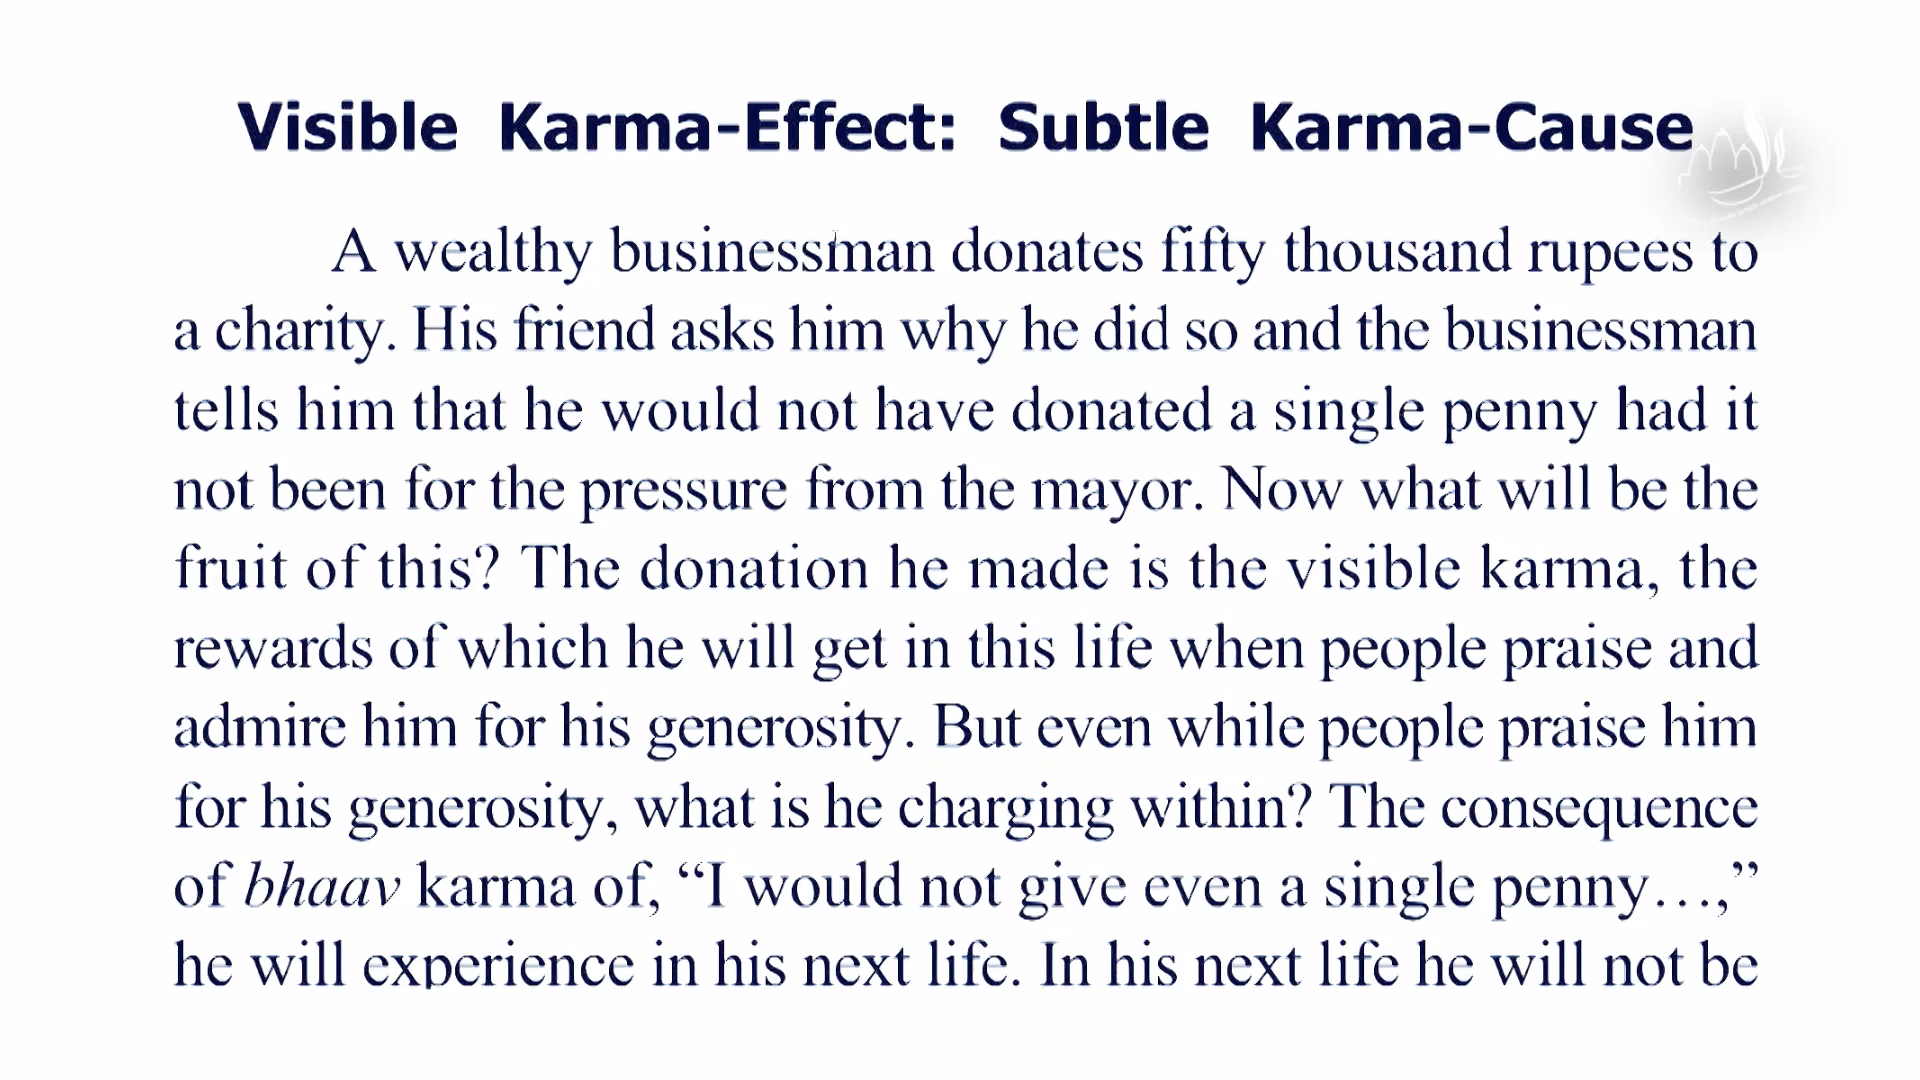 Visible Karma-Effect: Subtle Karma-Cause
A wealthy businessman donates fifty thousand rupees to
a charity. His friend asks him why he did so and the businessman
tells him that he would not have donated a single penny had it
not been for the pressure from the mayor. Now what will be the
fruit of this? The donation he made is the visible karma, the
rewards of which he will get in this life when people praise and
admire him for his generosity. But even while people praise him
for his generosity, what is he charging within? The consequence
of bhaav karma of, “I would not give even a single penny…,”
he will experience in his next life. In his next life he will not be